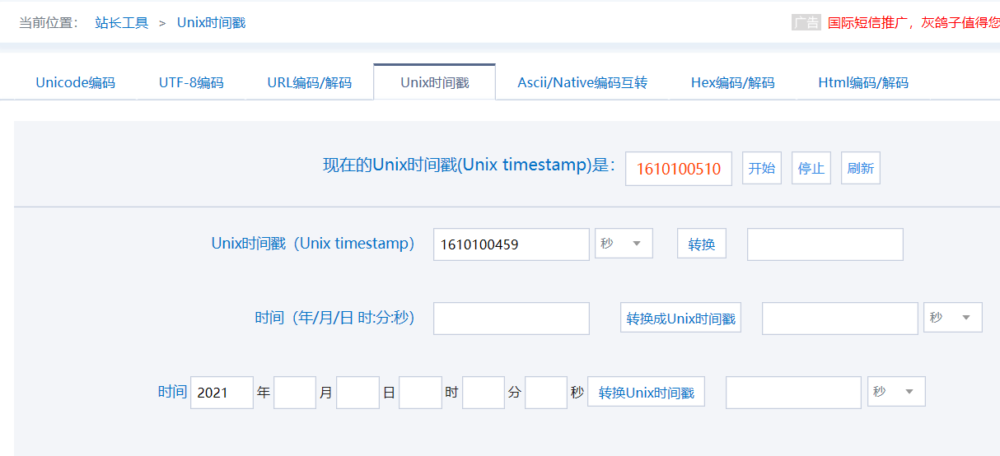 当前位置： 站长工具 > Unix时间戳
广告 国际短信推广，灰鸽子值得您
Unicode编码 UTF-8编码 URL编码/解码 Unix时间戳 Ascii/Native编码互转 Hex编码/解码 Html编码/解码
现在的Unix时间戳(Unix timestamp)是： 1610100510 开始 停止 刷新
Unix时间戳（Unix timestamp） 1610100459 秒 转换
时间（年/月/日 时:分:秒） 转换成Unix时间戳 秒
时间 2021 年 月 日 时 分 秒 转换Unix时间戳 秒